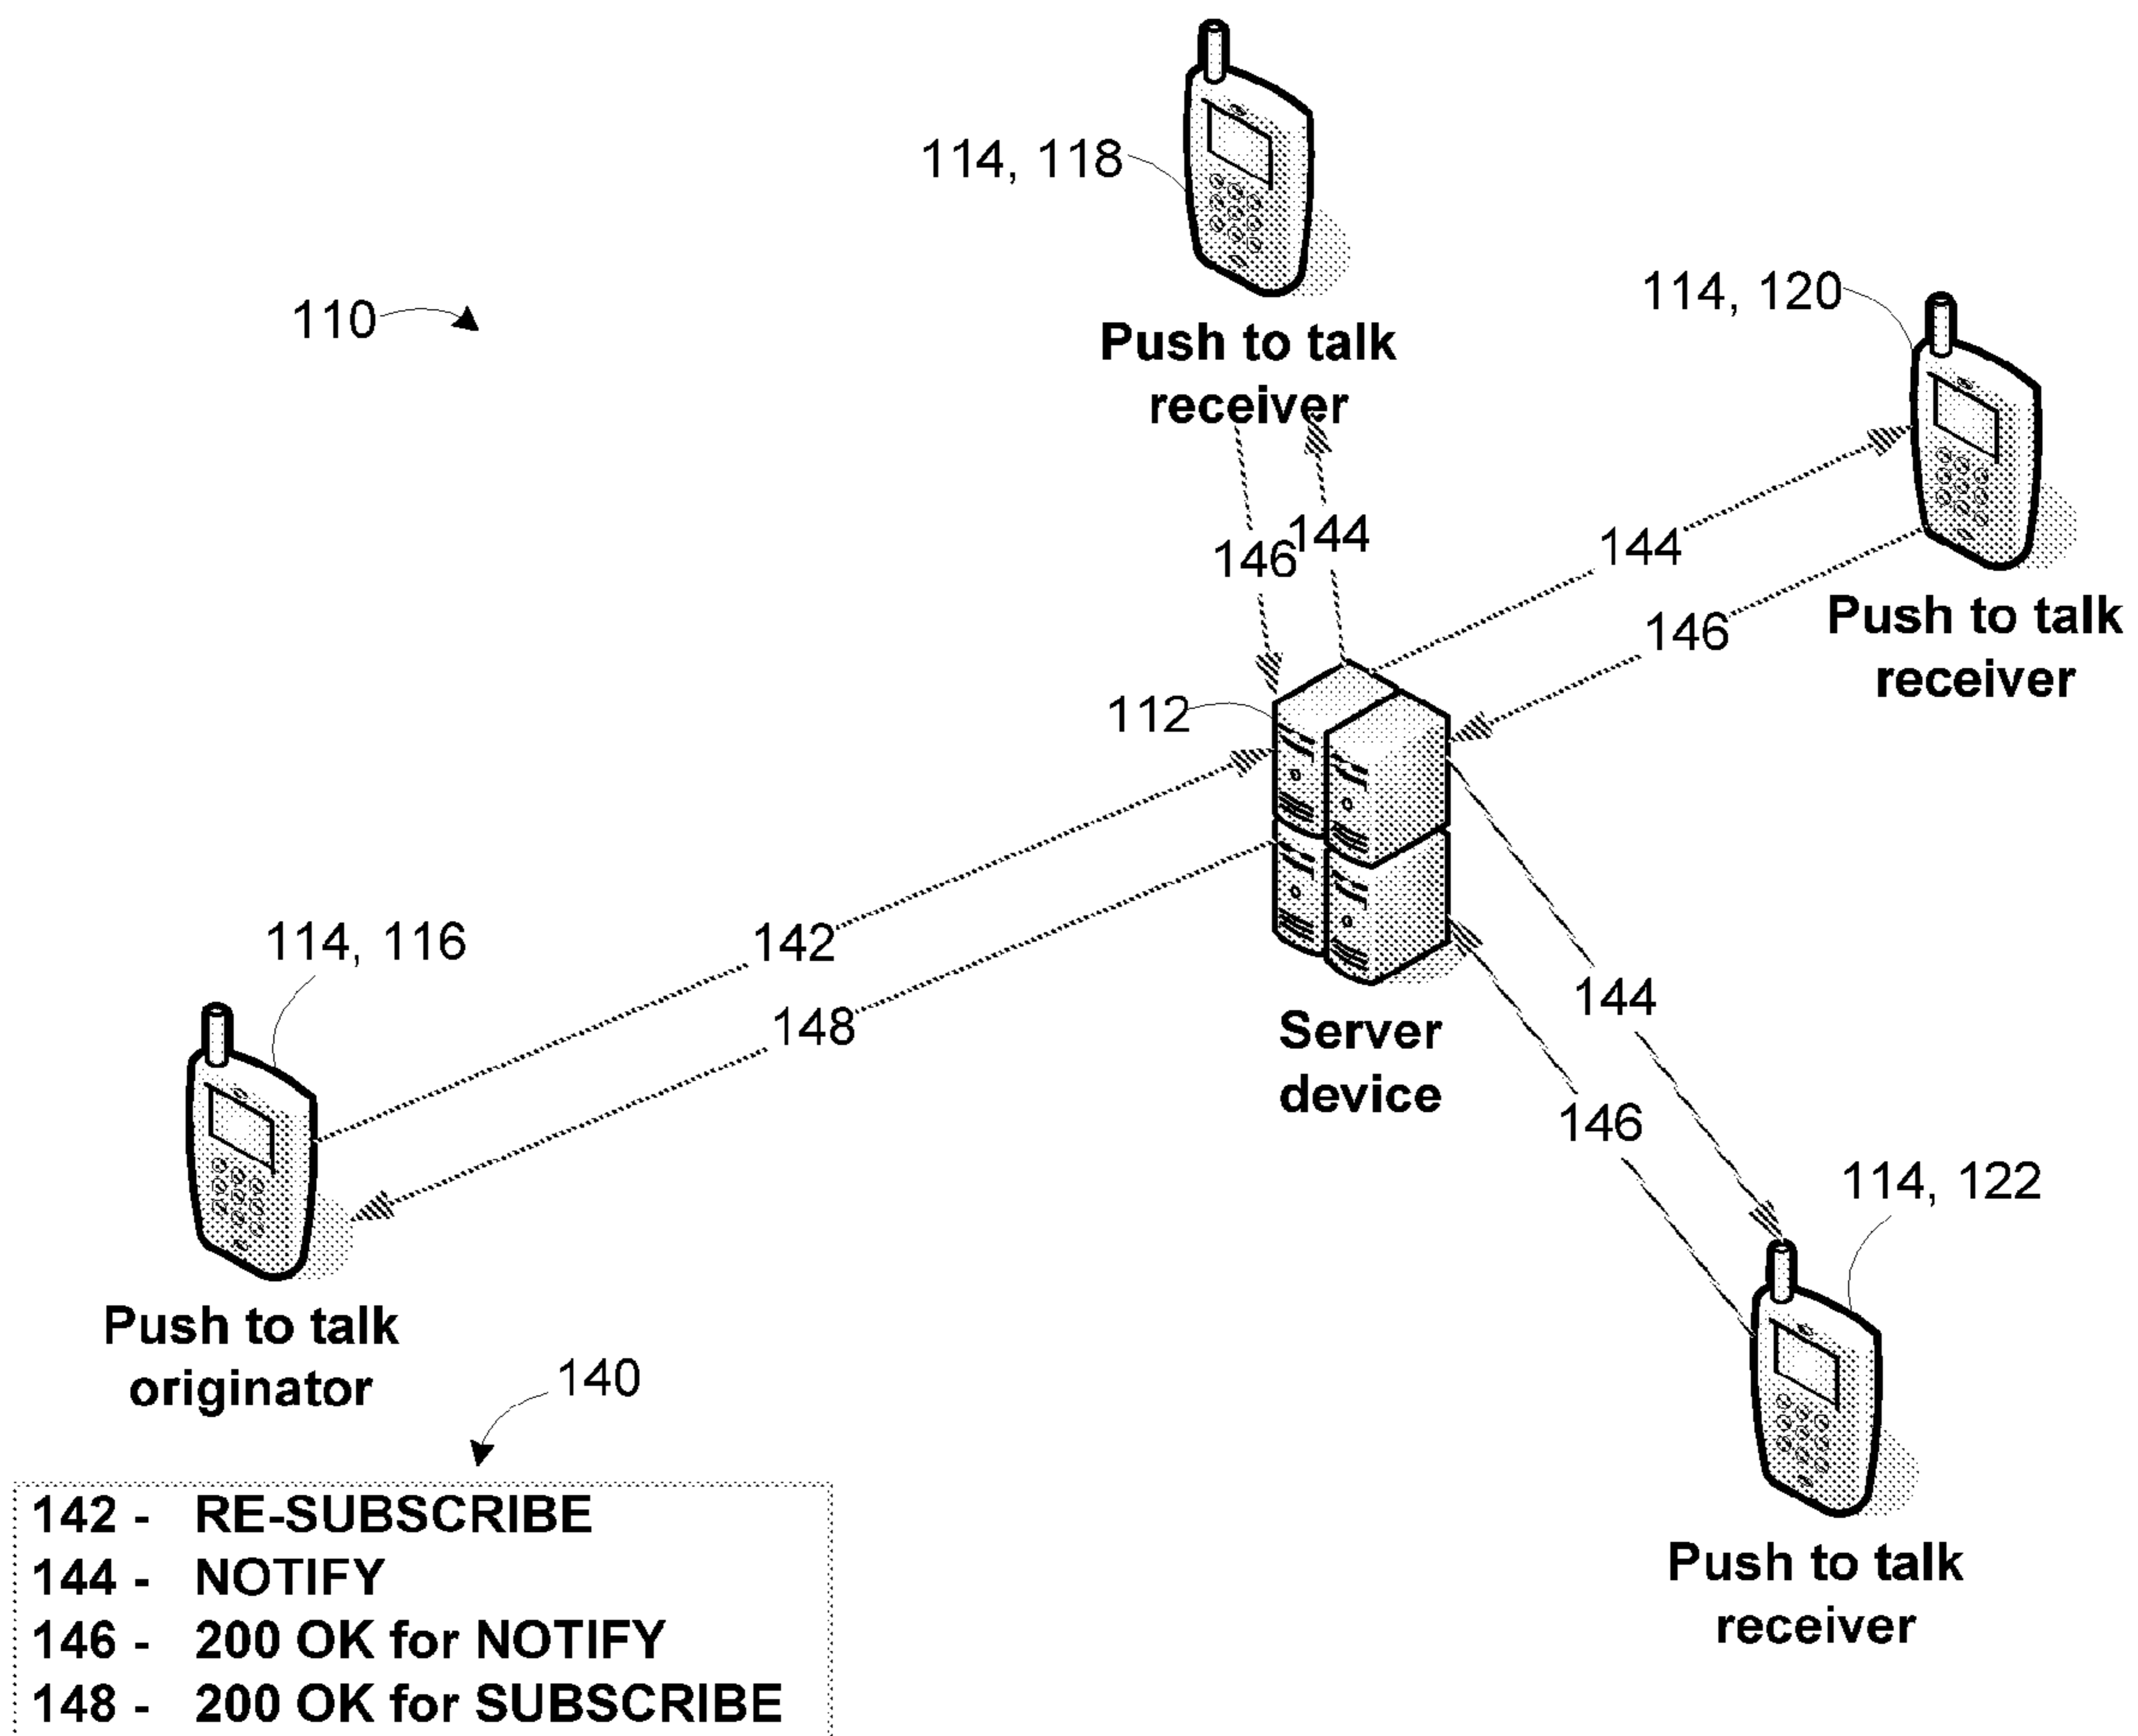 114, 118
Push to talk
receiver
110
114, 120
Push to talk
receiver
146
144
144
146
112
Server
device
142
148
114, 116
Push to talk
originator
144
146
114, 122
Push to talk
receiver
140
142 - RE-SUBSCRIBE
144 - NOTIFY
146 - 200 OK for NOTIFY
148 - 200 OK for SUBSCRIBE